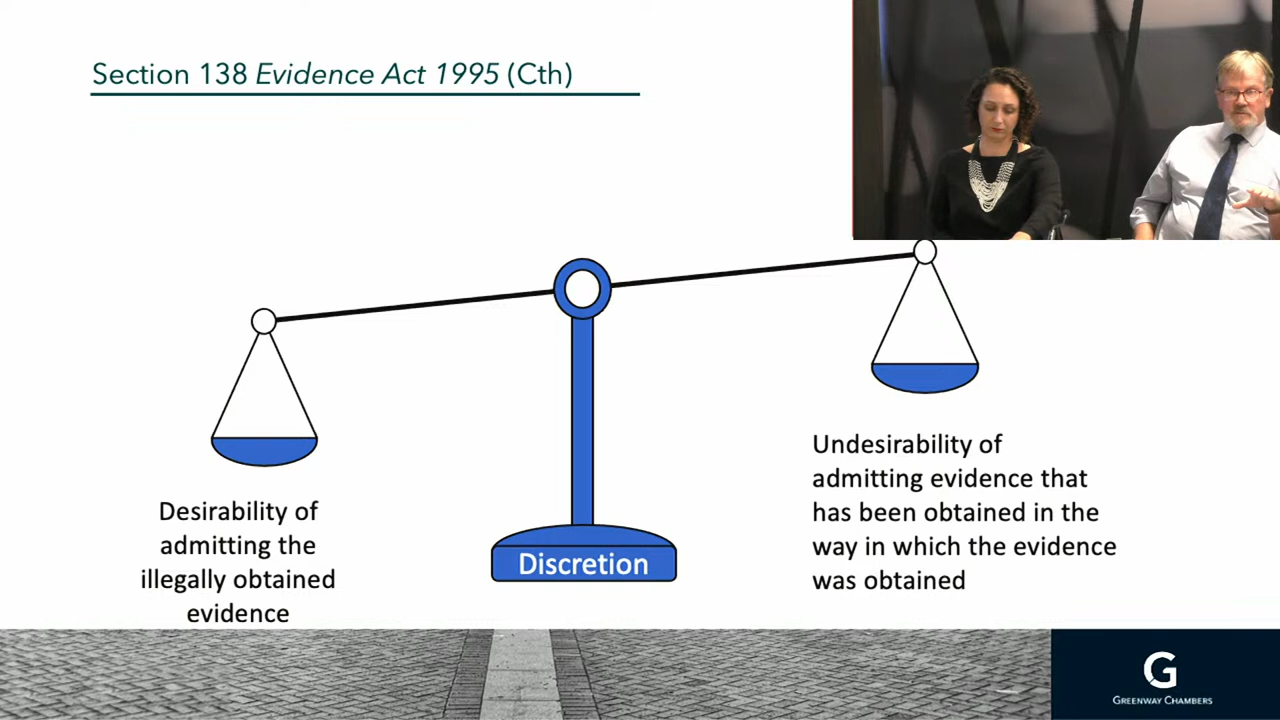 Section 138 Evidence Act 1995 (Cth)
Desirability of
admitting the
illegally obtained
evidence
Discretion
Undesirability of
admitting evidence that
has been obtained in the
way in which the evidence
was obtained
G
GREENWAY CHAMBERS